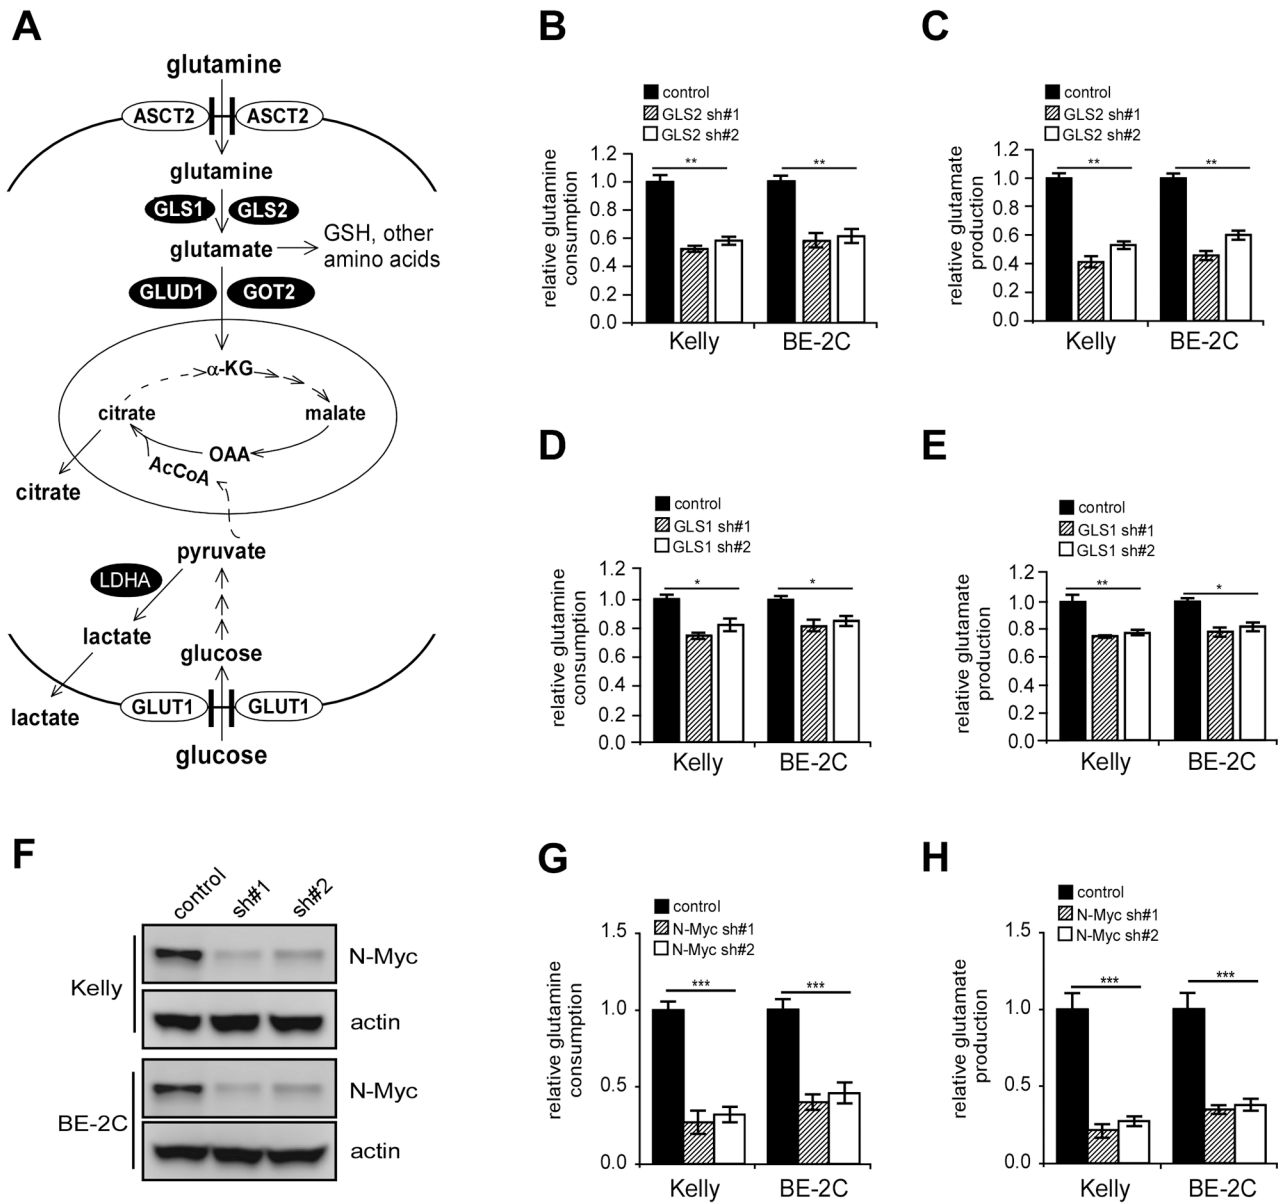 A
glutamine
ASCT2
ASCT2
glutamine
GLS1
GLS2
glutamate
GSH, other
amino acids
GLUD1
GOT2
α-KG
citrate
malate
OAA
AcCoA
citrate
pyruvate
LDHA
lactate
glucose
lactate
GLUT1
GLUT1
glucose
B
control
GLS2 sh#1
GLS2 sh#2
relative glutamine
consumption
1.2
1.0
0.8
0.6
0.4
0.2
0.0
**
**
Kelly
BE-2C
C
control
GLS2 sh#1
GLS2 sh#2
relative glutamate
production
1.2
1.0
0.8
0.6
0.4
0.2
0.0
**
**
Kelly
BE-2C
D
control
GLS1 sh#1
GLS1 sh#2
relative glutamine
consumption
1.2
1.0
0.8
0.6
0.4
0.2
0.0
*
*
Kelly
BE-2C
E
control
GLS1 sh#1
GLS1 sh#2
relative glutamate
production
1.2
1.0
0.8
0.6
0.4
0.2
0.0
**
*
Kelly
BE-2C
F
control
sh#1
sh#2
Kelly
N-Myc
actin
BE-2C
N-Myc
actin
G
control
N-Myc sh#1
N-Myc sh#2
relative glutamine
consumption
1.5
1.0
0.5
0.0
***
***
Kelly
BE-2C
H
control
N-Myc sh#1
N-Myc sh#2
relative glutamate
production
1.5
1.0
0.5
0.0
***
***
Kelly
BE-2C